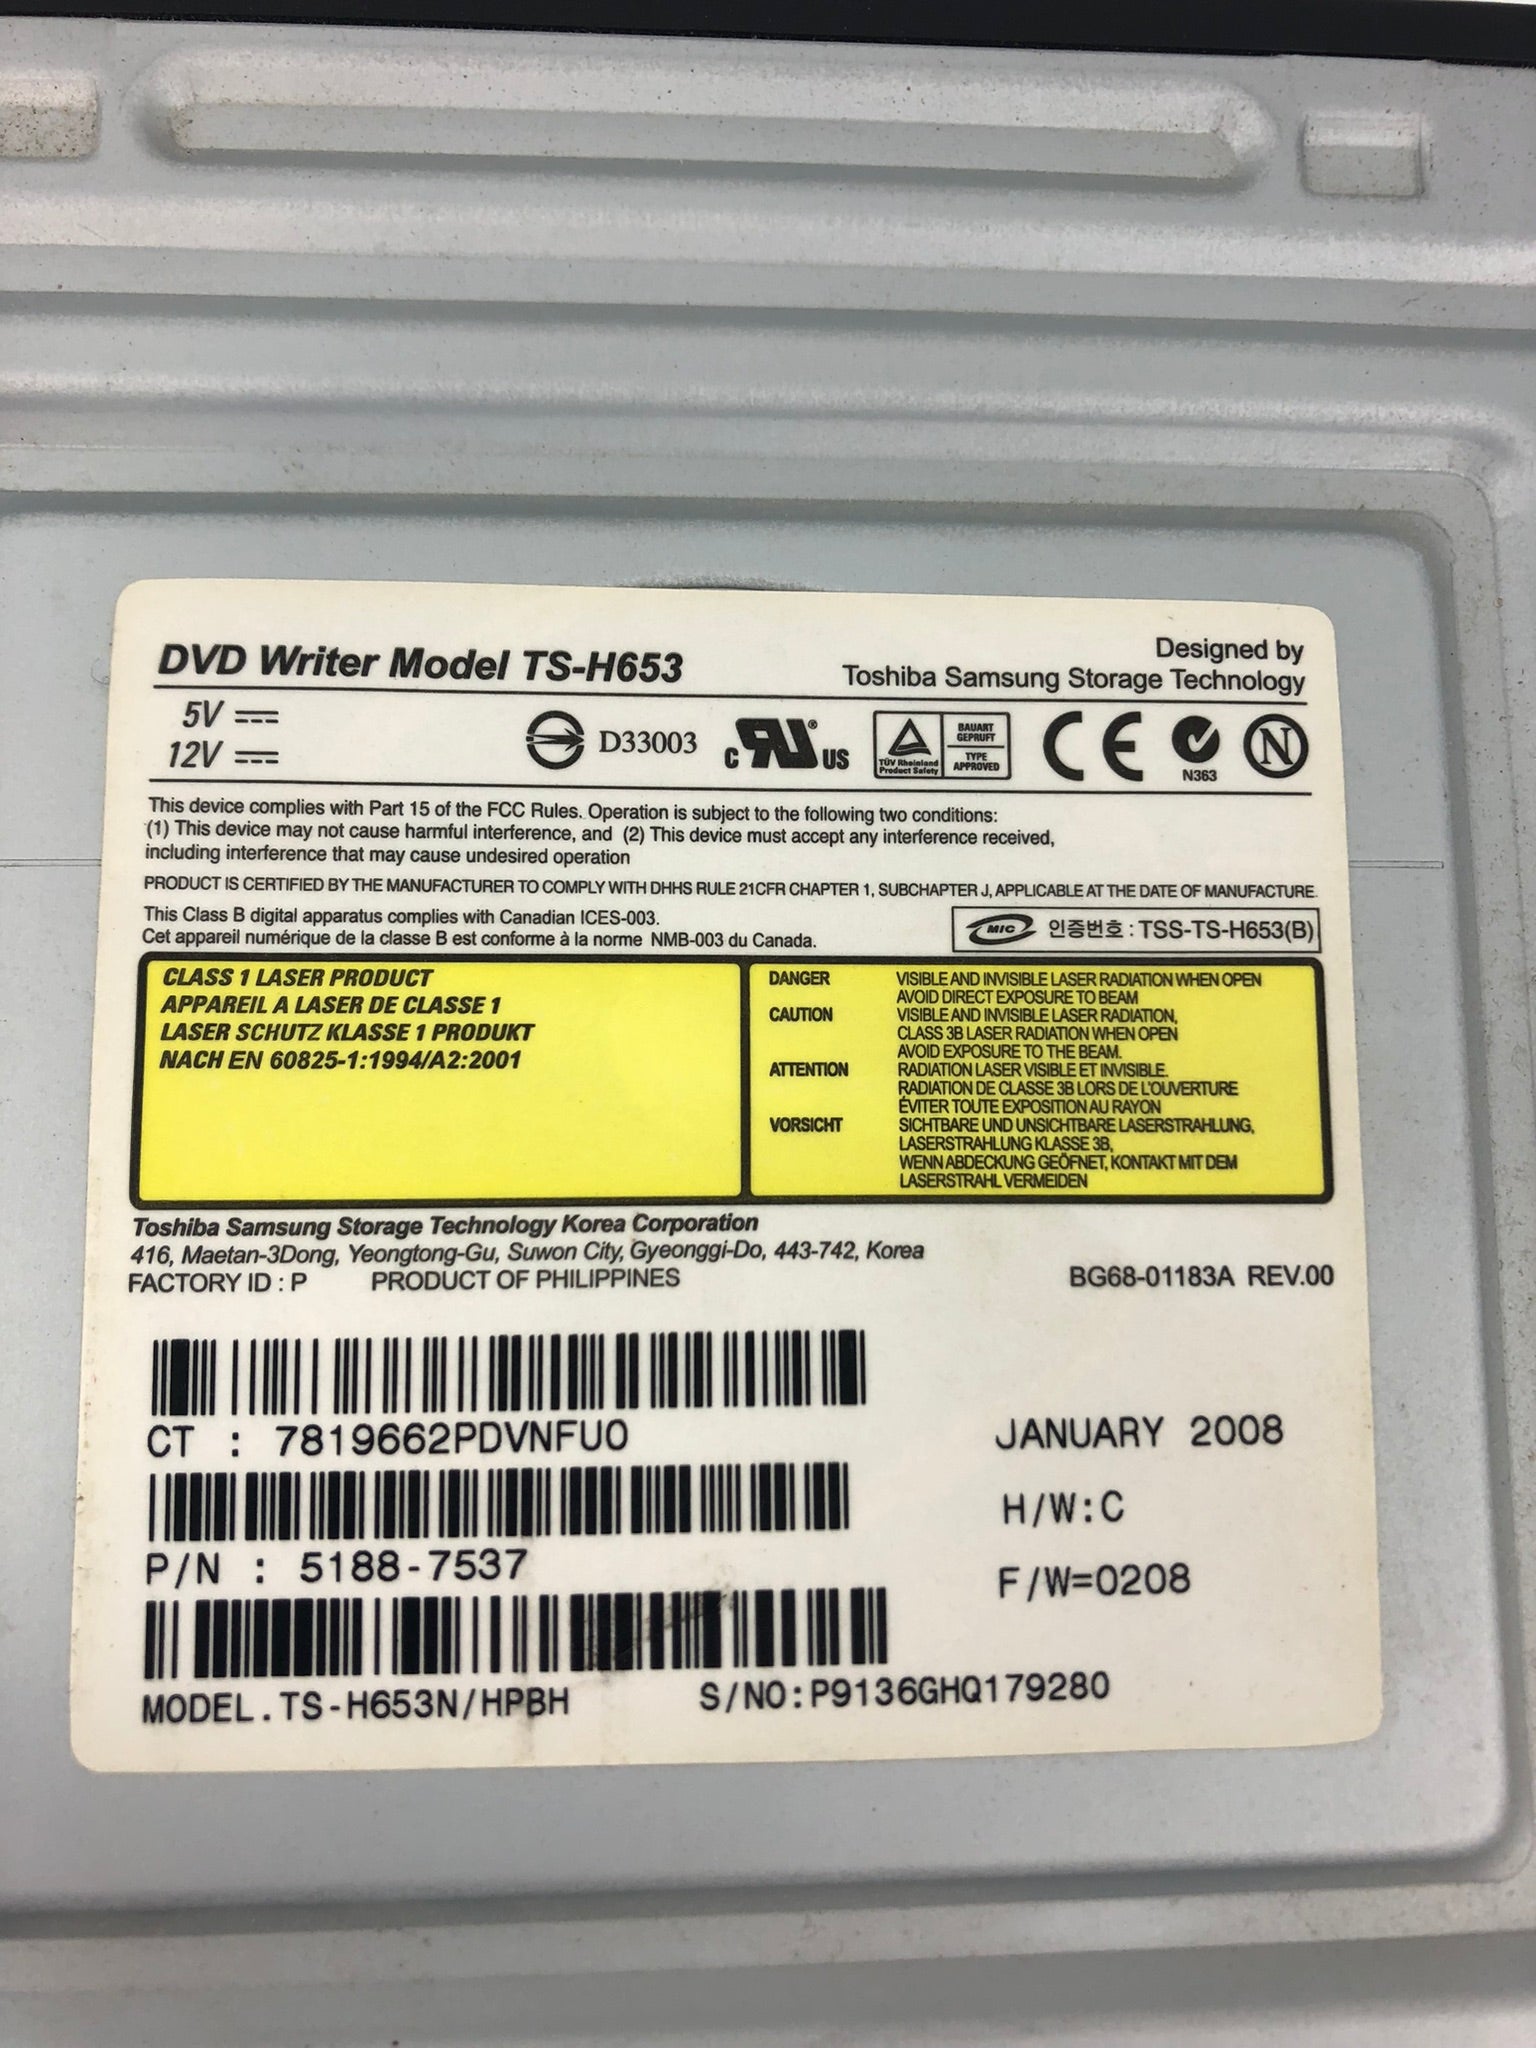 DVD Writer Model TS-H653
Designed by
Toshiba Samsung Storage Technology
5V
12V
D33003
C RU ® US
TÜV Rheinland
Product Safety
BAUART
GEPRUFT
TYPE
APPROVED
CE
N363
N
This device complies with Part 15 of the FCC Rules. Operation is subject to the following two conditions:
(1) This device may not cause harmful interference, and (2) This device must accept any interference received,
including interference that may cause undesired operation
PRODUCT IS CERTIFIED BY THE MANUFACTURER TO COMPLY WITH DHHS RULE 21CFR CHAPTER 1, SUBCHAPTER J, APPLICABLE AT THE DATE OF MANUFACTURE.
This Class B digital apparatus complies with Canadian ICES-003.
Cet appareil numérique de la classe B est conforme à la norme NMB-003 du Canada.
MIC 인증번호 : TSS-TS-H653(B)
CLASS 1 LASER PRODUCT
APPAREIL A LASER DE CLASSE 1
LASER SCHUTZ KLASSE 1 PRODUKT
NACH EN 60825-1:1994/A2:2001
DANGER VISIBLE AND INVISIBLE LASER RADIATION WHEN OPEN
AVOID DIRECT EXPOSURE TO BEAM
CAUTION VISIBLE AND INVISIBLE LASER RADIATION,
CLASS 3B LASER RADIATION WHEN OPEN
AVOID EXPOSURE TO THE BEAM.
ATTENTION RADIATION LASER VISIBLE ET INVISIBLE.
RADIATION DE CLASSE 3B LORS DE L'OUVERTURE
ÉVITER TOUTE EXPOSITION AU RAYON
VORSICHT SICHTBARE UND UNSICHTBARE LASERSTRAHLUNG,
LASERSTRAHLUNG KLASSE 3B,
WENN ABDECKUNG GEÖFNET, KONTAKT MIT DEM
LASERSTRAHL VERMEIDEN
Toshiba Samsung Storage Technology Korea Corporation
416, Maetan-3Dong, Yeongtong-Gu, Suwon City, Gyeonggi-Do, 443-742, Korea
FACTORY ID : P PRODUCT OF PHILIPPINES
BG68-01183A REV.00
CT : 7819662PDVNFU0
JANUARY 2008
H/W:C
P/N : 5188-7537
F/W=0208
MODEL.TS-H653N/HPBH S/NO:P9136GHQ179280